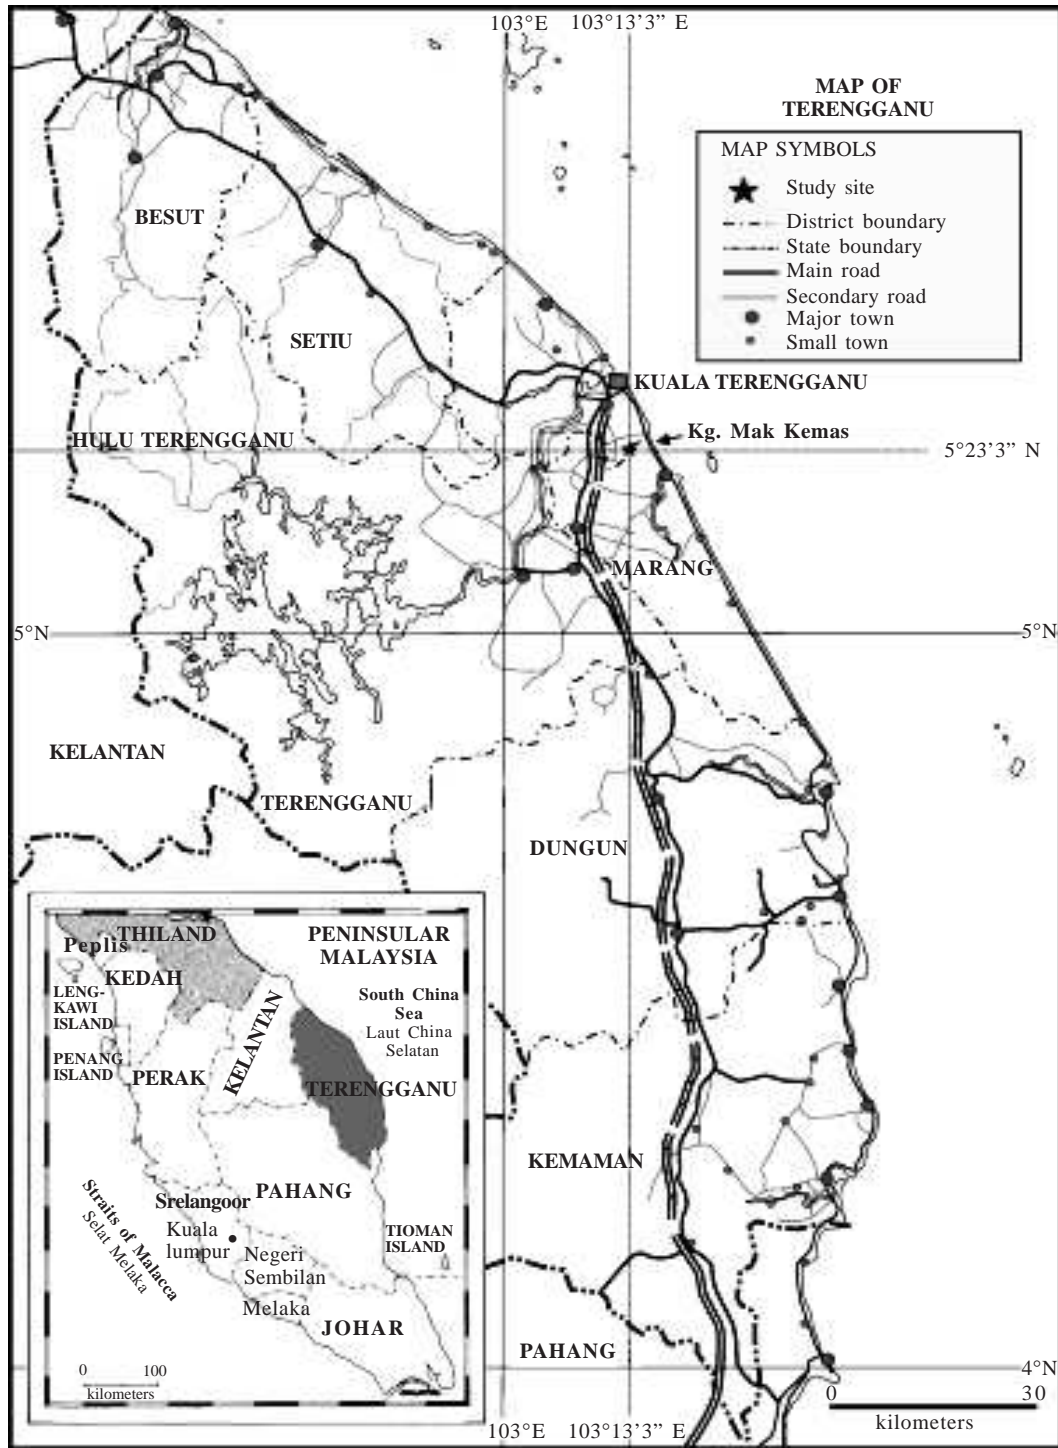 103°E
103°13'3” E
MAP OF
TERENGGANU
MAP SYMBOLS
Study site
District boundary
State boundary
Main road
Secondary road
Major town
Small town
BESUT
SETIU
KUALA TERENGGANU
Kg. Mak Kemas
HULU TERENGGANU
5°23'3” N
MARANG
5°N
5°N
KELANTAN
TERENGGANU
DUNGUN
THILAND
Peplis
KEDAH
PENINSULAR
MALAYSIA
LENG-
KAWI
ISLAND
South China
Sea
Laut China
Selatan
KELANTAN
PENANG
ISLAND
PERAK
TERENGGANU
KEMAMAN
PAHANG
Srelangoor
Straits of Malacca
Selat Melaka
Kuala
lumpur
TIOMAN
ISLAND
Negeri
Sembilan
Melaka
JOHAR
PAHANG
0
100
kilometers
4°N
0
30
kilometers
103°E
103°13'3” E